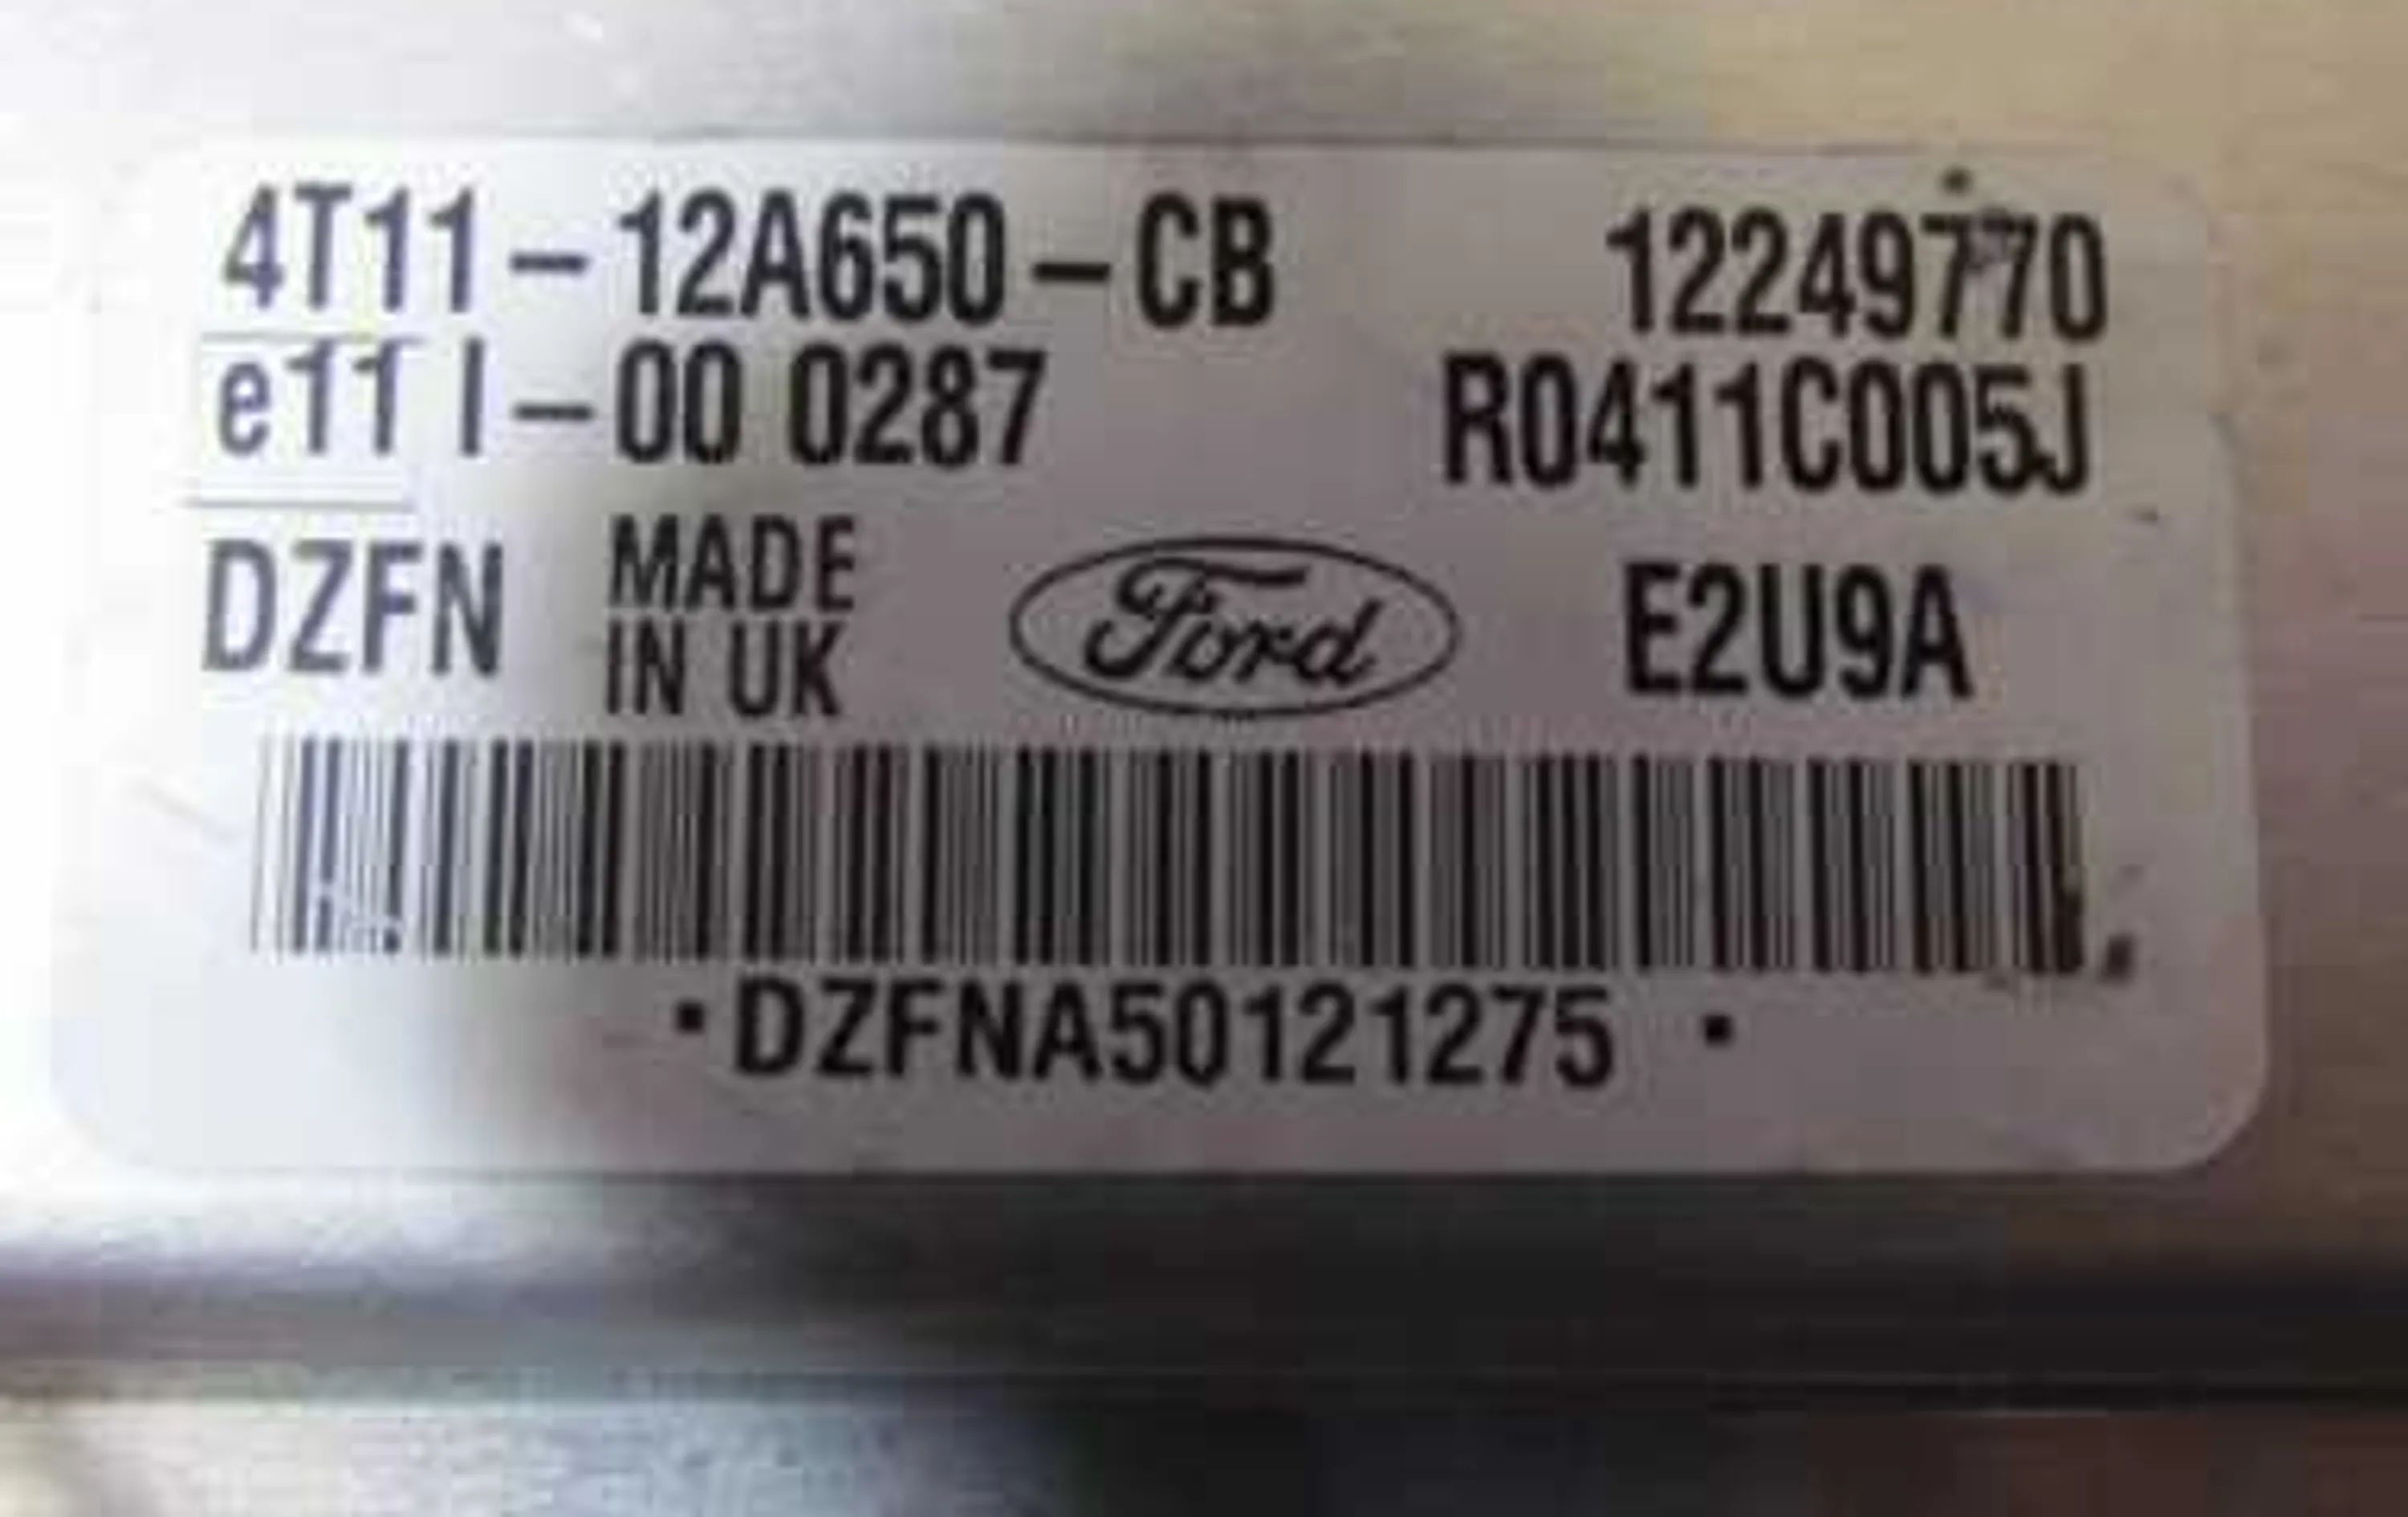 4T11-12A650-CB 12249770
e11 I-00 0287 R0411C005J
DZFN MADE IN UK Ford E2U9A
·DZFNA50121275 ·